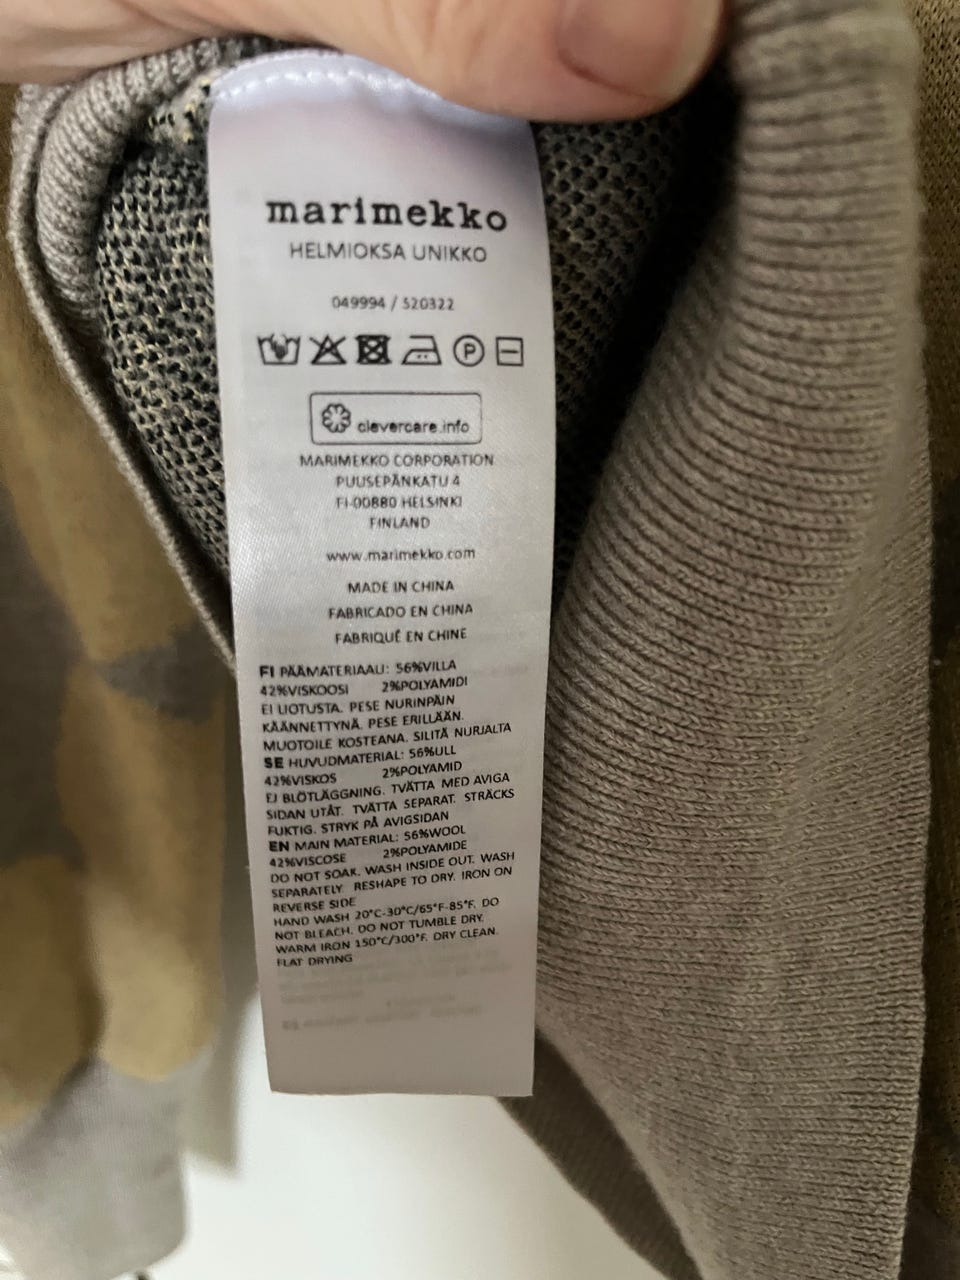 marimekko
HELMIOKSA UNIKKO
049994 / 520322
P
clevercare.info
MARIMEKKO CORPORATION
PUUSEPÄNKATU 4
FI-00880 HELSINKI
FINLAND
www.marimekko.com
MADE IN CHINA
FABRICADO EN CHINA
FABRIQUÉ EN CHINE
FI PÄÄMATERIAALI: 56%VILLA
42%VISKOOSI 2%POLYAMIDI
EI LIOTUSTA. PESE NURINPÄIN
KÄÄNNETTYNÄ. PESE ERILLÄÄN.
MUOTOILE KOSTEANA. SILITÄ NURJALTA
SE HUVUDMATERIAL: 56%ULL
42%VISKOS 2%POLYAMID
EJ BLÖTLÄGGNING. TVÄTTA MED AVIGA
SIDAN UTÅT. TVÄTTA SEPARAT. STRÄCKS
FUKTIG. STRYK PÅ AVIGSIDAN
EN MAIN MATERIAL: 56%WOOL
42%VISCOSE 2%POLYAMIDE
DO NOT SOAK. WASH INSIDE OUT. WASH
SEPARATELY RESHAPE TO DRY. IRON ON
REVERSE SIDE
HAND WASH 20°C-30°C/65°F-85°F. DO
NOT BLEACH. DO NOT TUMBLE DRY.
WARM IRON 150°C/300°F. DRY CLEAN.
FLAT DRYING